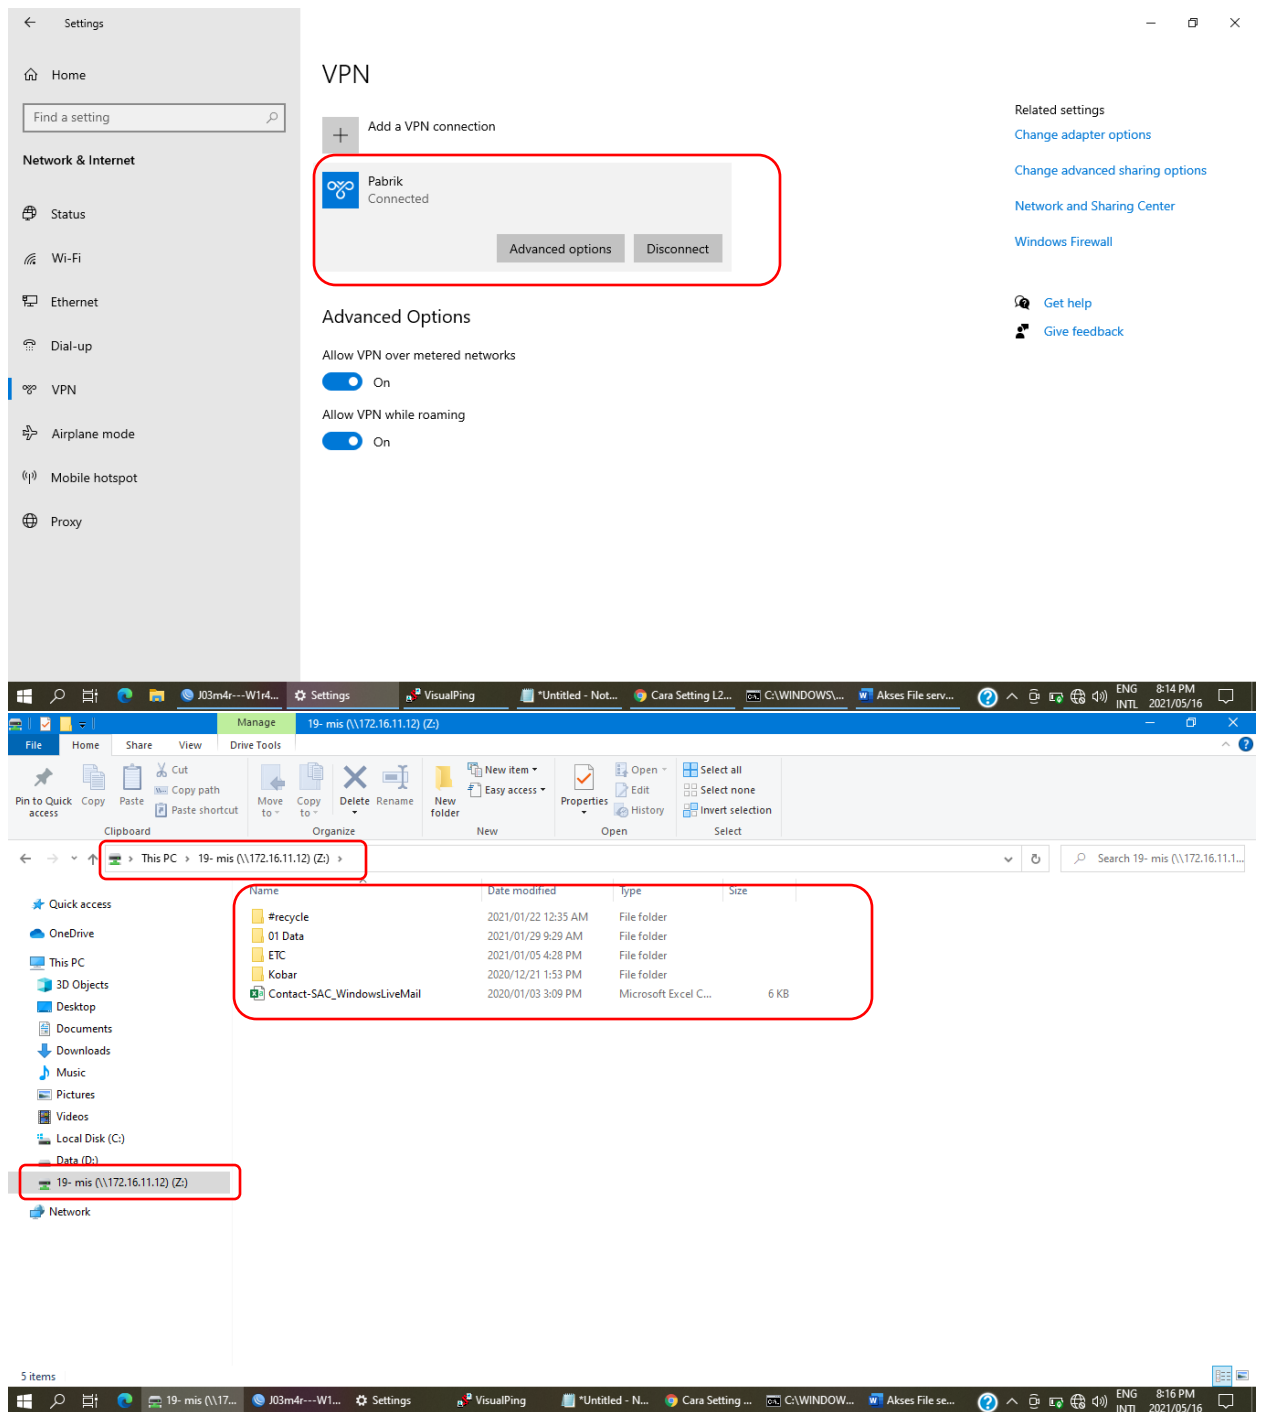 Settings
Home
Find a setting
Network & Internet
Status
Wi-Fi
Ethernet
Dial-up
VPN
Airplane mode
Mobile hotspot
Proxy
VPN
Add a VPN connection
Pabrik
Connected
Advanced options Disconnect
Advanced Options
Allow VPN over metered networks
On
Allow VPN while roaming
On
Related settings
Change adapter options
Change advanced sharing options
Network and Sharing Center
Windows Firewall
Get help
Give feedback
J03m4r---W1r4... Settings VisualPing *Untitled - Not... Cara Setting L2... C:\WINDOWS\... Akses File serv... ENG INTL 8:14 PM 2021/05/16
Manage 19- mis (\\172.16.11.12) (Z:)
File Home Share View Drive Tools
Pin to Quick access
Copy
Paste
Cut
Copy path
Paste shortcut
Clipboard
Move to
Copy to
Delete
Rename
Organize
New folder
New item
Easy access
New
Properties
Open
Edit
History
Open
Select all
Select none
Invert selection
Select
This PC 19- mis (\\172.16.11.12) (Z:)
Search 19- mis (\\172.16.11.1...
Quick access
OneDrive
This PC
3D Objects
Desktop
Documents
Downloads
Music
Pictures
Videos
Local Disk (C:)
Data (D:)
19- mis (\\172.16.11.12) (Z:)
Network
Name Date modified Type Size
#recycle 2021/01/22 12:35 AM File folder
01 Data 2021/01/29 9:29 AM File folder
ETC 2021/01/05 4:28 PM File folder
Kobar 2020/12/21 1:53 PM File folder
Contact-SAC_WindowsLiveMail 2020/01/03 3:09 PM Microsoft Excel C... 6 KB
5 items
19- mis (\\17... J03m4r---W1... Settings VisualPing *Untitled - N... Cara Setting ... C:\WINDOW... Akses File se... ENG INTL 8:16 PM 2021/05/16